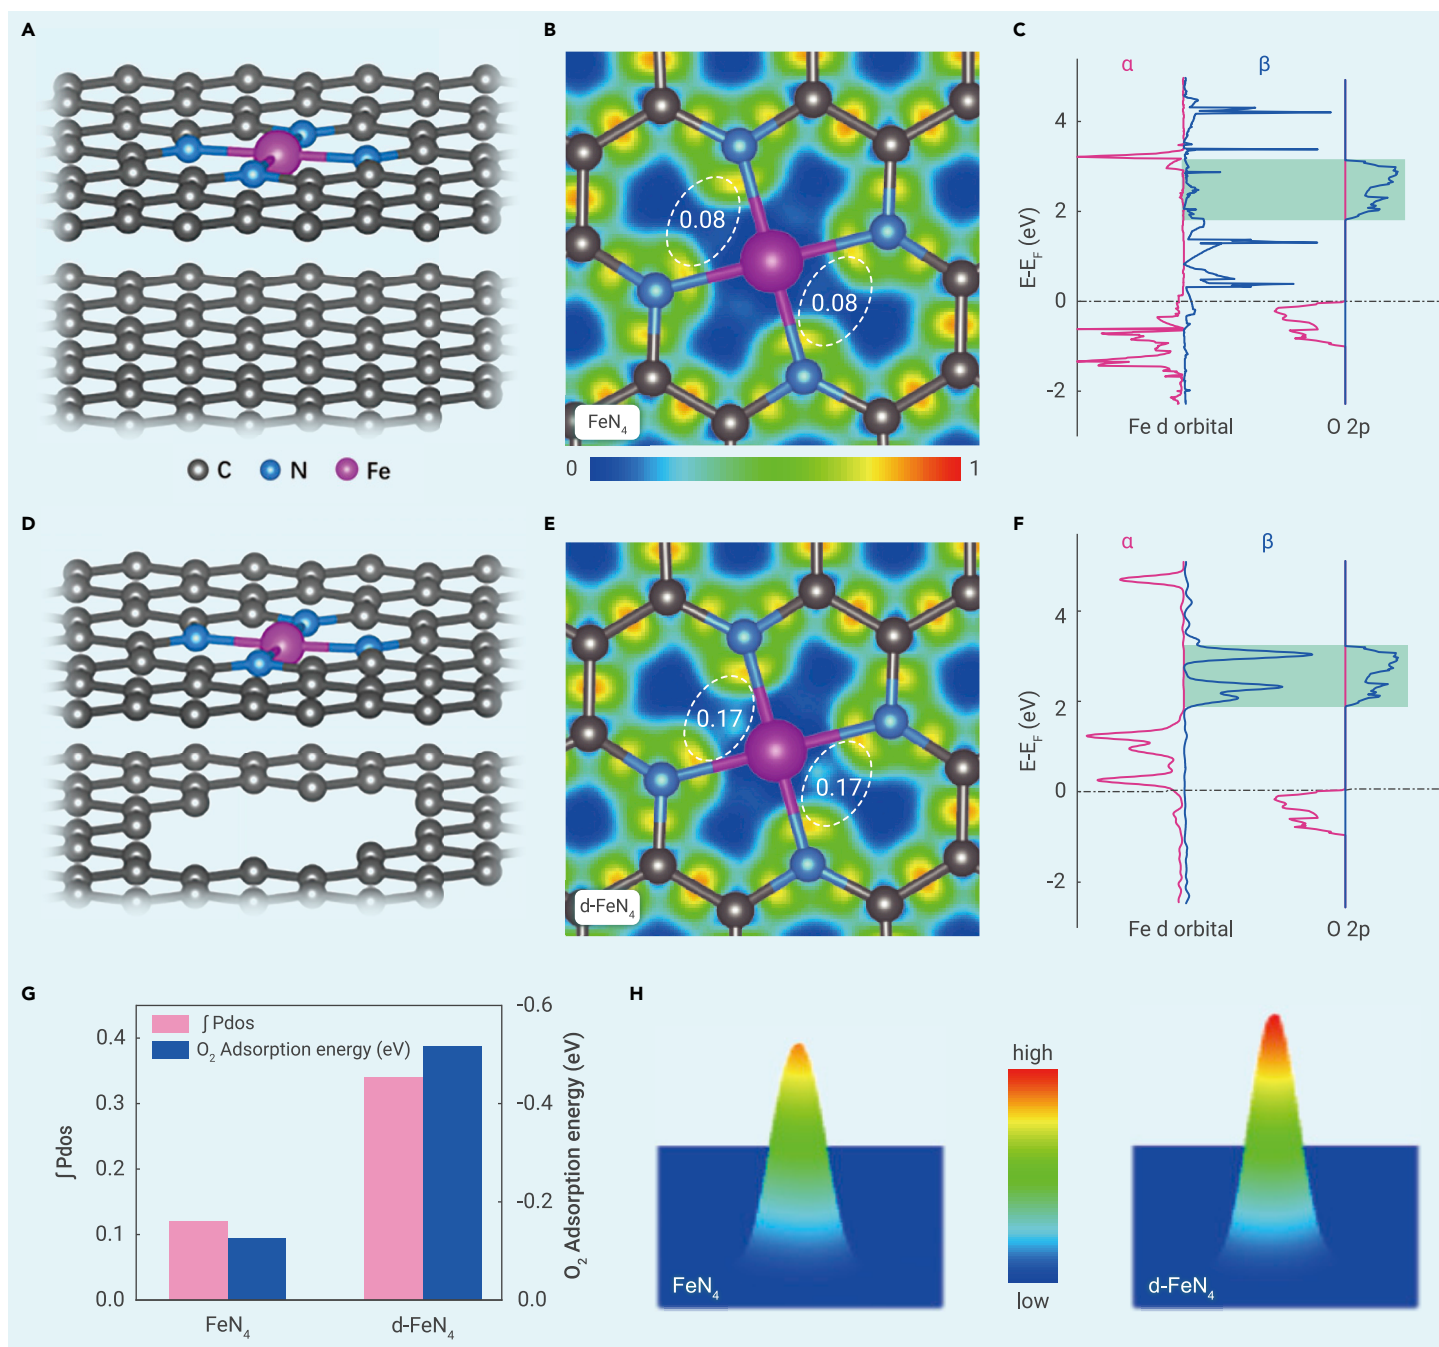 A
C N Fe
B
0.08
0.08
FeN₄
0 1
C
α β
4
2
0
-2
E-E_F (eV)
Fe d orbital O 2p
D
E
0.17
0.17
d-FeN₄
F
α β
4
2
0
-2
E-E_F (eV)
Fe d orbital O 2p
G
∫ Pdos
O₂ Adsorption energy (eV)
0.4
0.3
0.2
0.1
0.0
∫Pdos
-0.6
-0.4
-0.2
0.0
O₂ Adsorption energy (eV)
FeN₄ d-FeN₄
H
FeN₄
high
low
d-FeN₄